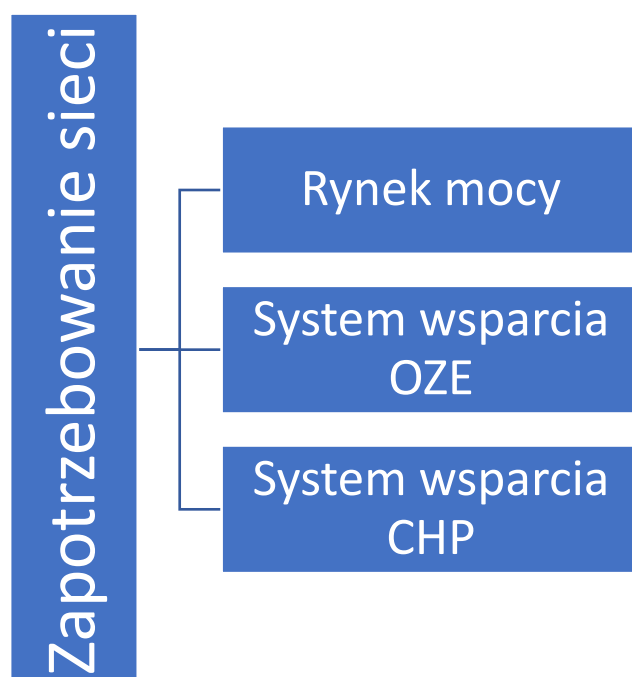 Zapotrzebowanie sieci
Rynek mocy
System wsparcia
OZE
System wsparcia
CHP